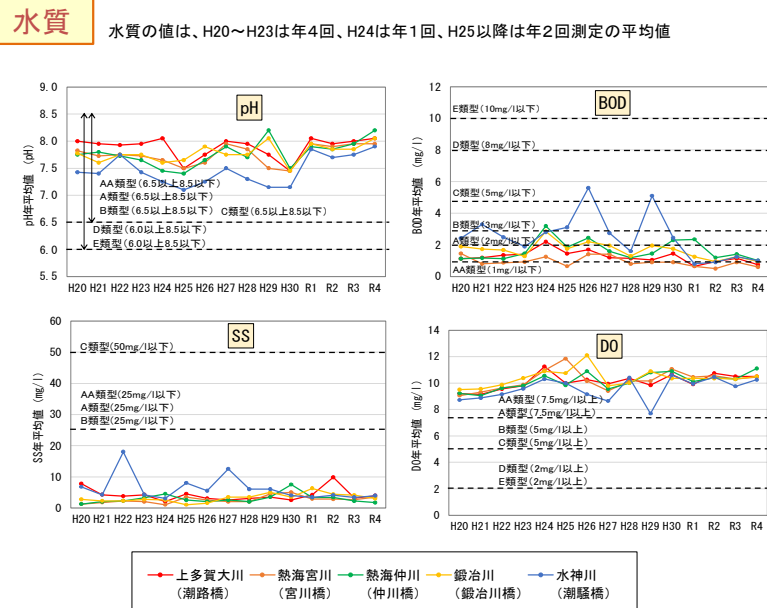 水質
水質の値は、H20～H23は年4回、H24は年1回、H25以降は年2回測定の平均値
pH
pH年平均値 (pH)
9.0
8.5
8.0
7.5
7.0
6.5
6.0
5.5
AA類型(6.5以上8.5以下)
A類型(6.5以上8.5以下)
B類型(6.5以上8.5以下)
C類型(6.5以上8.5以下)
D類型(6.0以上8.5以下)
E類型(6.0以上8.5以下)
H20 H21 H22 H23 H24 H25 H26 H27 H28 H29 H30 R1 R2 R3 R4
BOD
BOD年平均値 (mg/l)
12
10
8
6
4
2
0
E類型(10mg/l以下)
D類型(8mg/l以下)
C類型(5mg/l以下)
B類型(3mg/l以下)
A類型(2mg/l以下)
AA類型(1mg/l以下)
H20 H21 H22 H23 H24 H25 H26 H27 H28 H29 H30 R1 R2 R3 R4
SS
SS年平均値 (mg/l)
60
50
40
30
20
10
0
C類型(50mg/l以下)
AA類型(25mg/l以下)
A類型(25mg/l以下)
B類型(25mg/l以下)
H20 H21 H22 H23 H24 H25 H26 H27 H28 H29 H30 R1 R2 R3 R4
DO
DO年平均値 (mg/l)
14
12
10
8
6
4
2
0
AA類型(7.5mg/l以上)
A類型(7.5mg/l以上)
B類型(5mg/l以上)
C類型(5mg/l以上)
D類型(2mg/l以上)
E類型(2mg/l以上)
H20 H21 H22 H23 H24 H25 H26 H27 H28 H29 H30 R1 R2 R3 R4
上多賀大川 熱海宮川 熱海仲川 鍛冶川 水神川
(潮路橋) (宮川橋) (仲川橋) (鍛冶川橋) (潮騒橋)